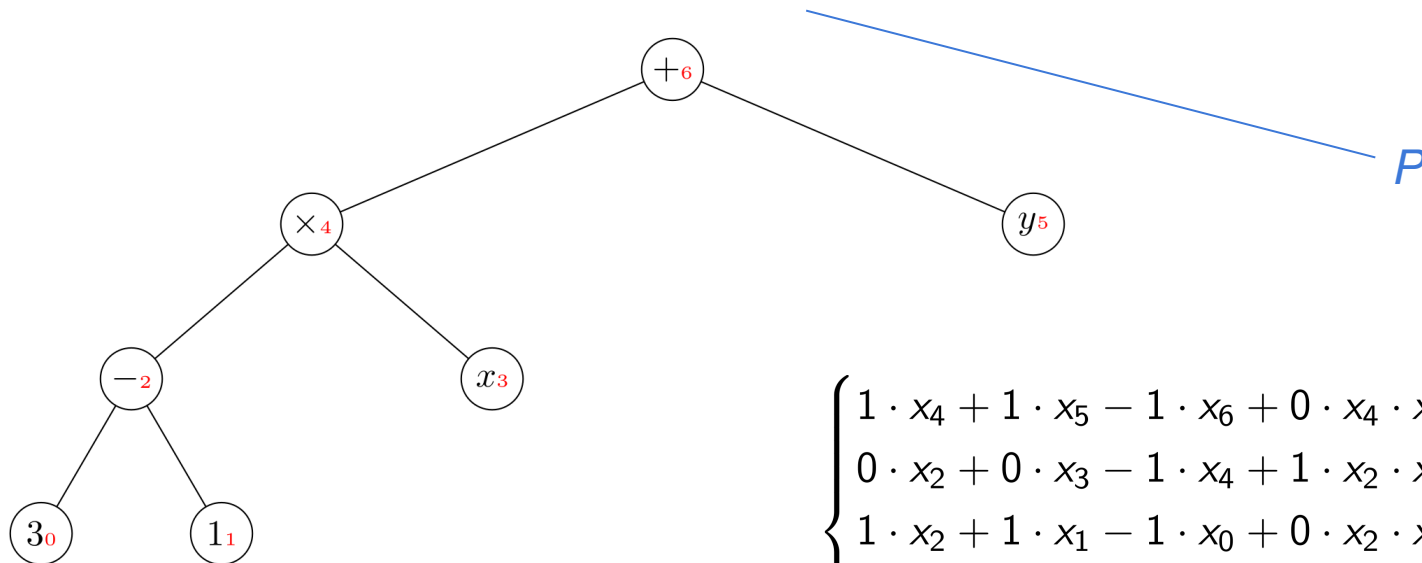 +6
×4
y5
P
−2
x3
1 · x₄ + 1 · x₅ − 1 · x₆ + 0 · x₄ ·
0 · x₂ + 0 · x₃ − 1 · x₄ + 1 · x₂ ·
30
11
1 · x₂ + 1 · x₁ − 1 · x₀ + 0 · x₂ ·